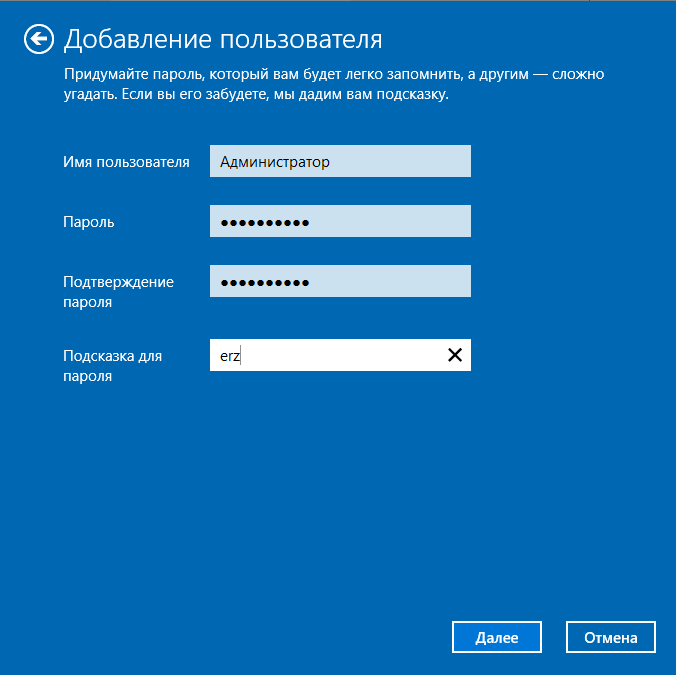 Добавление пользователя
Придумайте пароль, который вам будет легко запомнить, а другим — сложно
угадать. Если вы его забудете, мы дадим вам подсказку.
Имя пользователя
Администратор
Пароль
●●●●●●●●●●
Подтверждение
пароля
●●●●●●●●●●
Подсказка для
пароля
erz
Далее
Отмена